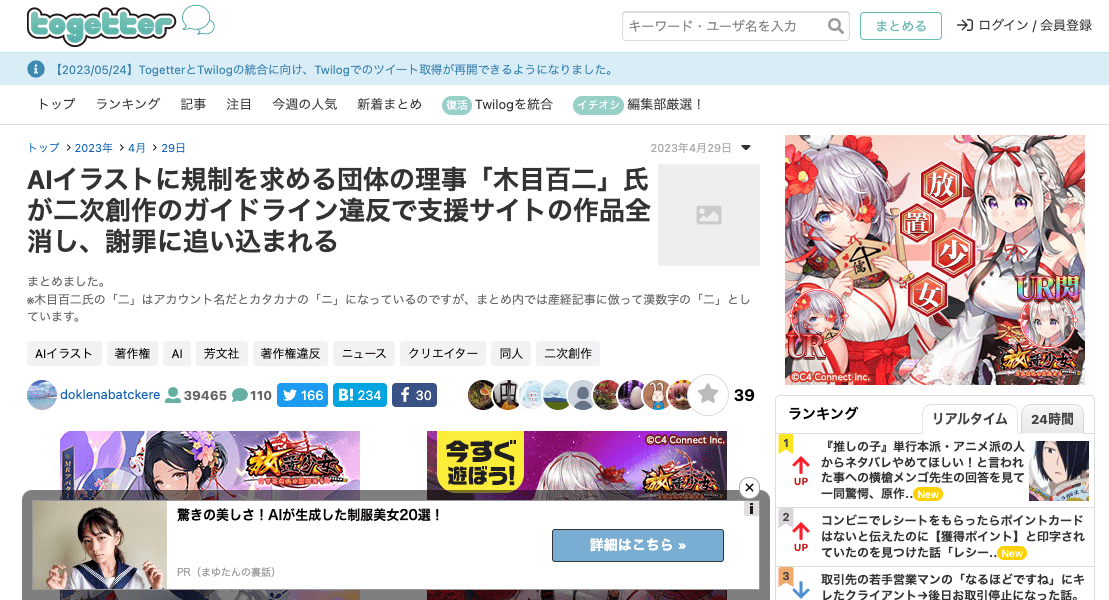 togetter
キーワード・ユーザ名を入力
まとめる
ログイン / 会員登録
【2023/05/24】TogetterとTwilogの統合に向け、Twilogでのツイート取得が再開できるようになりました。
トップ ランキング 記事 注目 今週の人気 新着まとめ 復活 Twilogを統合 イチオシ 編集部厳選！
トップ > 2023年 > 4月 > 29日
2023年4月29日
AIイラストに規制を求める団体の理事「木目百二」氏
が二次創作のガイドライン違反で支援サイトの作品全
消し、謝罪に追い込まれる
まとめました。
※木目百二氏の「二」はアカウント名だとカタカナの「ニ」になっているのですが、まとめ内では産経記事に倣って漢数字の「二」とし
ています。
AIイラスト 著作権 AI 芳文社 著作権違反 ニュース クリエイター 同人 二次創作
doklenabatckere 39465 110 166 B! 234 f 30 39
放置少女
UR閃
UR
放置少女
©C4 Connect Inc.
放置少女
今すぐ
遊ぼう!
©C4 Connect Inc.
放置少女
驚きの美しさ！AIが生成した制服美女20選！
詳細はこちら »
PR（まゆたんの裏話）
ランキング
リアルタイム
24時間
1
UP
『推しの子』単行本派・アニメ派の人
からネタバレやめてほしい！と言われ
た事への横槍メンゴ先生の回答を見て
一同驚愕、原作.. New
2
UP
コンビニでレシートをもらったらポイントカード
はないと伝えたのに【獲得ポイント】と印字され
ていたのを見つけた話「レシー.. New
3
取引先の若手営業マンの「なるほどですね」にキ
レたクライアント→後日お取引停止になった話。